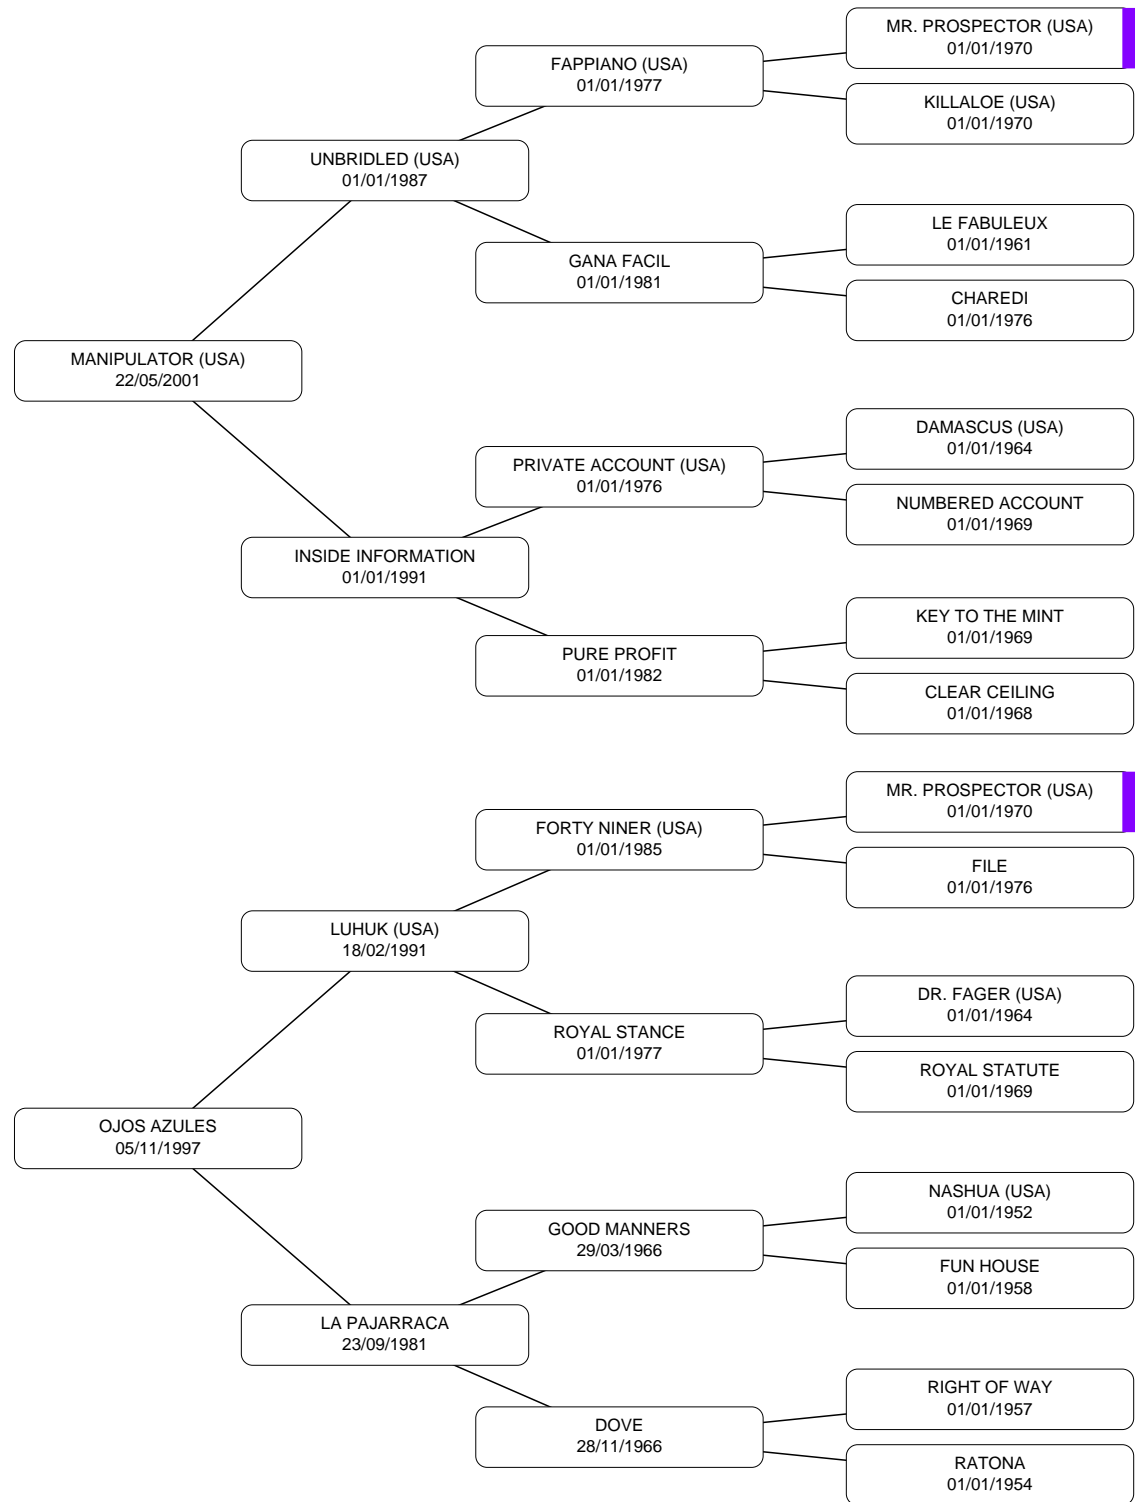 MR. PROSPECTOR (USA)
01/01/1970
FAPPIANO (USA)
01/01/1977
KILLALOE (USA)
01/01/1970
UNBRIDLED (USA)
01/01/1987
LE FABULEUX
01/01/1961
GANA FACIL
01/01/1981
CHAREDI
01/01/1976
MANIPULATOR (USA)
22/05/2001
DAMASCUS (USA)
01/01/1964
PRIVATE ACCOUNT (USA)
01/01/1976
NUMBERED ACCOUNT
01/01/1969
INSIDE INFORMATION
01/01/1991
KEY TO THE MINT
01/01/1969
PURE PROFIT
01/01/1982
CLEAR CEILING
01/01/1968
MR. PROSPECTOR (USA)
01/01/1970
FORTY NINER (USA)
01/01/1985
FILE
01/01/1976
LUHUK (USA)
18/02/1991
DR. FAGER (USA)
01/01/1964
ROYAL STANCE
01/01/1977
ROYAL STATUTE
01/01/1969
OJOS AZULES
05/11/1997
NASHUA (USA)
01/01/1952
GOOD MANNERS
29/03/1966
FUN HOUSE
01/01/1958
LA PAJARRACA
23/09/1981
RIGHT OF WAY
01/01/1957
DOVE
28/11/1966
RATONA
01/01/1954